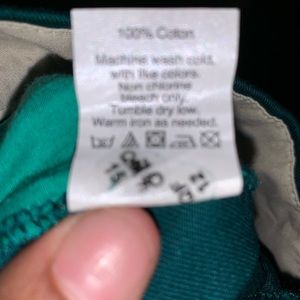 100% Cotton
Machine wash cold,
with like colors.
Non chlorine
bleach only.
Tumble dry low.
Warm iron as needed.